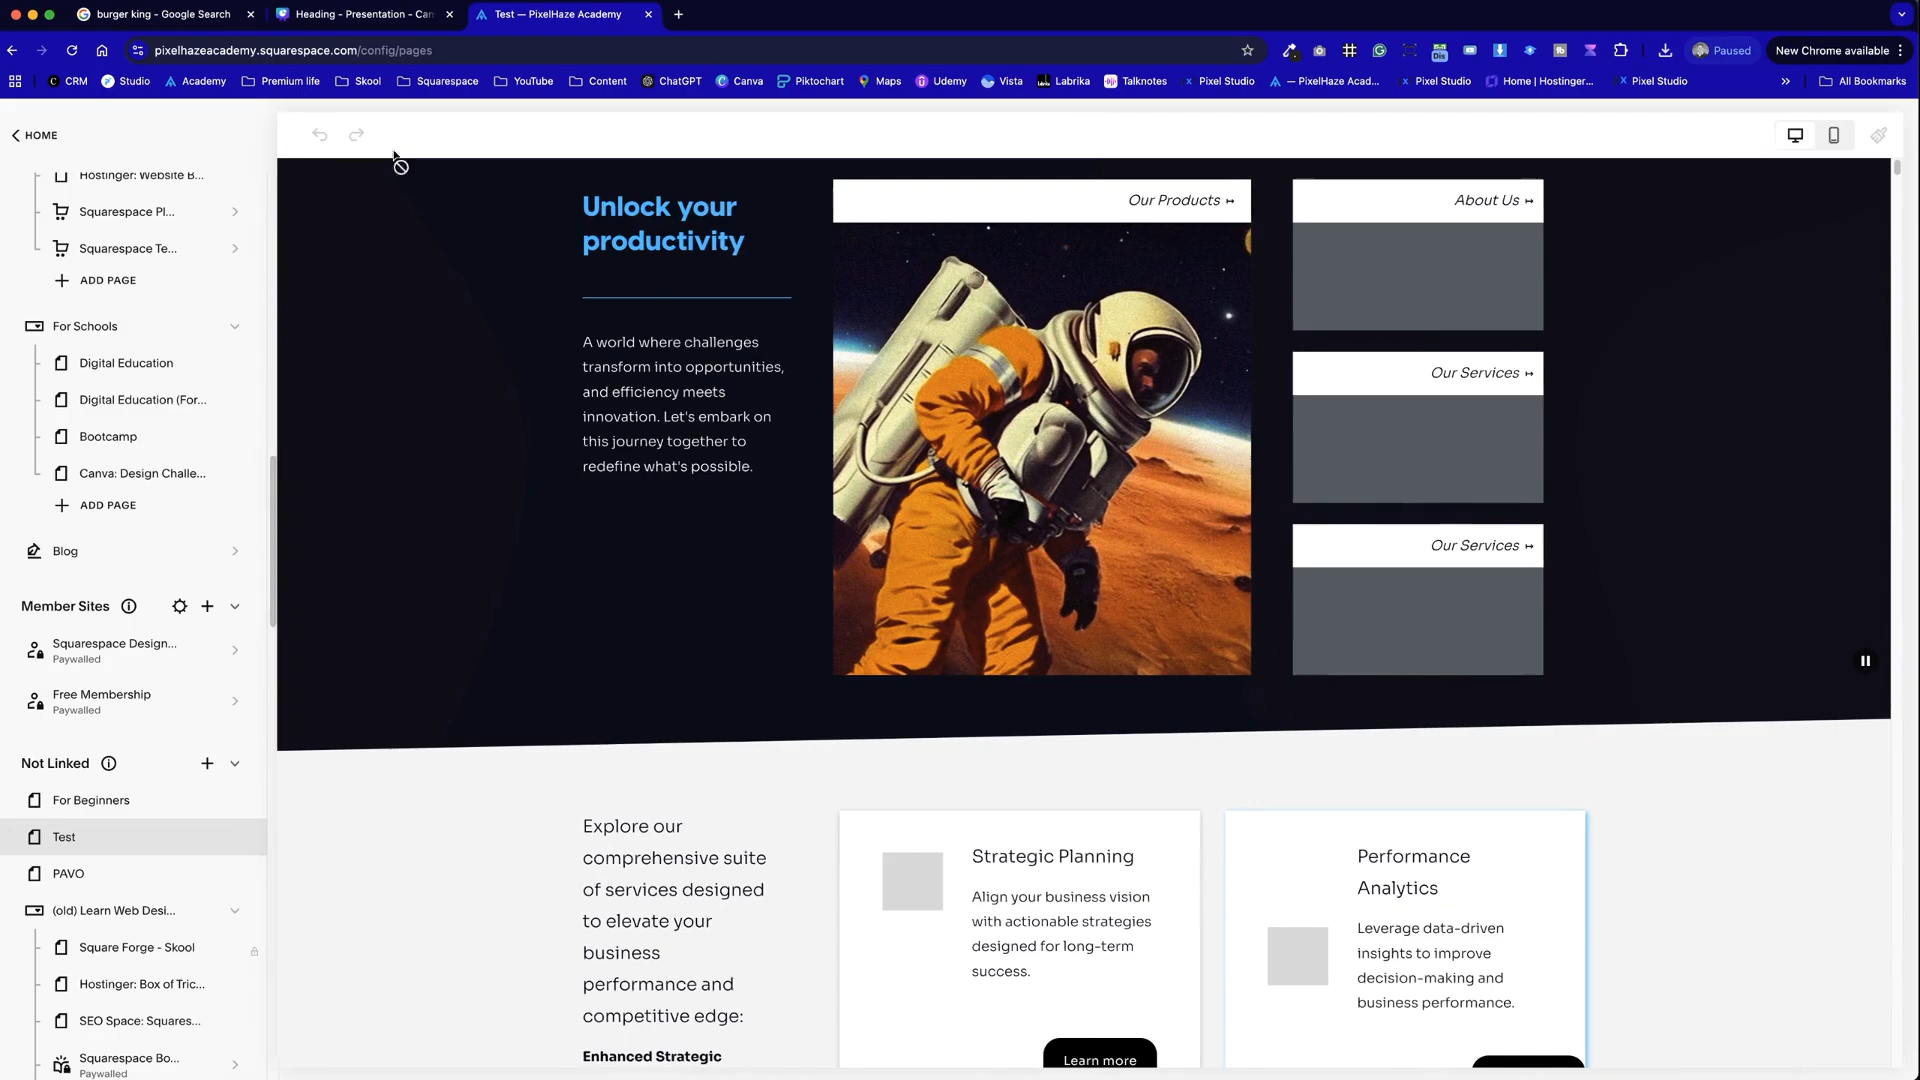 burger king - Google Search
Heading - Presentation - Can
Test — PixelHaze Academy
pixelhazeacademy.squarespace.com/config/pages
Paused
New Chrome available
CRM
Studio
Academy
Premium life
Skool
Squarespace
YouTube
Content
ChatGPT
Canva
Piktochart
Maps
Udemy
Vista
Labrika
Talknotes
Pixel Studio
— PixelHaze Acad...
Pixel Studio
Home | Hostinger...
Pixel Studio
»
All Bookmarks
HOME
Hostinger: Website B...
Squarespace Pl...
Squarespace Te...
ADD PAGE
For Schools
Digital Education
Digital Education (For...
Bootcamp
Canva: Design Challe...
ADD PAGE
Blog
Member Sites
Squarespace Design...
Paywalled
Free Membership
Paywalled
Not Linked
For Beginners
Test
PAVO
(old) Learn Web Desi...
Square Forge - Skool
Hostinger: Box of Tric...
SEO Space: Squares...
Squarespace Bo...
Paywalled
Unlock your
productivity
A world where challenges
transform into opportunities,
and efficiency meets
innovation. Let's embark on
this journey together to
redefine what's possible.
Our Products ↦
About Us ↦
Our Services ↦
Our Services ↦
Explore our
comprehensive suite
of services designed
to elevate your
business
performance and
competitive edge:
Enhanced Strategic
Strategic Planning
Align your business vision
with actionable strategies
designed for long-term
success.
Learn more
Performance
Analytics
Leverage data-driven
insights to improve
decision-making and
business performance.